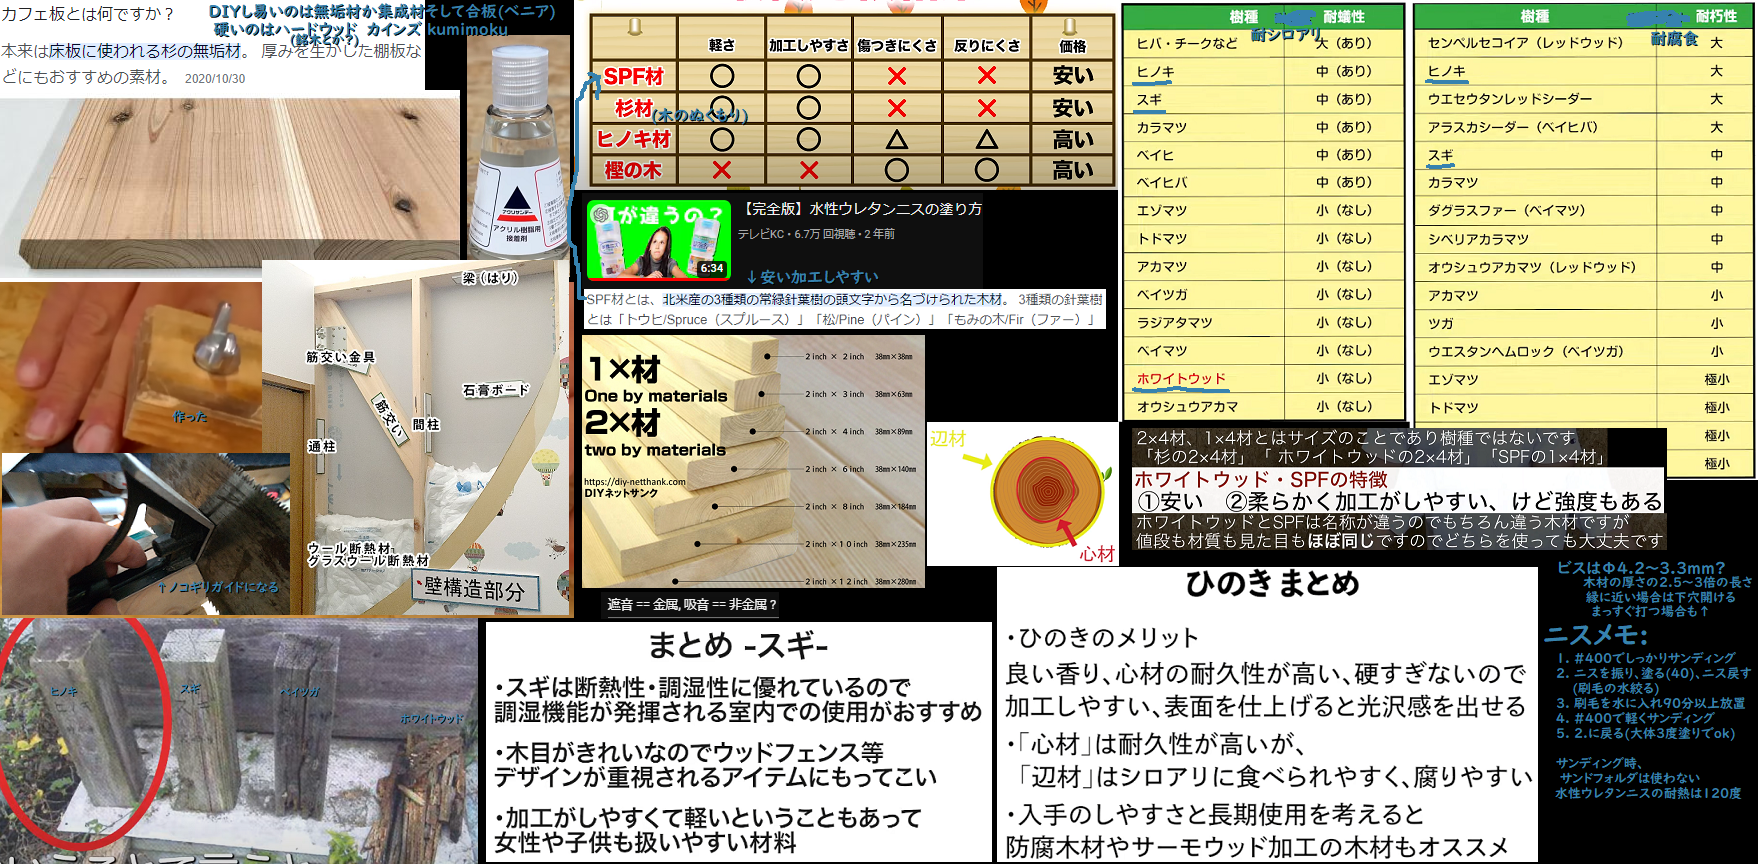 カフェ板とは何ですか？
DIYし易いのは無垢材か集成材そして合板(ベニア)
硬いのはハードウッド カインズ kumimoku
本来は床板に使われる杉の無垢材。 厚みを生かした棚板な
どにもおすすめの素材。 2020/10/30
アクリサンデー
アクリル樹脂用
接着剤
軽さ 加工しやすさ 傷つきにくさ 反りにくさ 価格
SPF材 ○ ○ × × 安い
杉材 ○ ○ × × 安い
(木のぬくもり)
ヒノキ材 ○ ○ △ △ 高い
樫の木 × × ○ ○ 高い
が違うの？
6:34
【完全版】水性ウレタンニスの塗り方
テレビKC・6.7万 回視聴・2 年前
↓安い加工しやすい
SPF材とは、北米産の3種類の常緑針葉樹の頭文字から名づけられた木材。 3種類の針葉樹
とは「トウヒ/Spruce（スプルース）」「松/Pine（パイン）」「もみの木/Fir（ファー）」
樹種 耐蟻性
耐シロアリ
ヒバ・チークなど 大（あり）
ヒノキ 中（あり）
スギ 中（あり）
カラマツ 中（あり）
ベイヒ 中（あり）
ベイヒバ 中（あり）
エゾマツ 小（なし）
トドマツ 小（なし）
アカマツ 小（なし）
ベイツガ 小（なし）
ラジアタマツ 小（なし）
ベイマツ 小（なし）
ホワイトウッド 小（なし）
オウシュウアカマ 小（なし）
樹種 耐朽性
耐腐食
センペルセコイア（レッドウッド） 大
ヒノキ 大
ウエセウタンレッドシーダー 大
アラスカシーダー（ベイヒバ） 大
スギ 中
カラマツ 中
ダグラスファー（ベイマツ） 中
シベリアカラマツ 中
オウシュウアカマツ（レッドウッド） 中
アカマツ 小
ツガ 小
ウエスタンヘムロック（ベイツガ） 小
エゾマツ 極小
トドマツ 極小
極小
極小
作った
↑ノコギリガイドになる
梁（はり）
筋交い金具
石膏ボード
筋交い
間柱
通柱
ウール断熱材
グラスウール断熱材
壁構造部分
1×材
One by materials
2×材
two by materials
https://diy-netthank.com
DIYネットサンク
2 inch × 2 inch 38mm×38mm
2 inch × 3 inch 38mm×63mm
2 inch × 4 inch 38mm×89mm
2 inch × 6 inch 38mm×140mm
2 inch × 8 inch 38mm×184mm
2 inch × 1 0 inch 38mm×235mm
2 inch × 1 2 inch 38mm×280mm
遮音 == 金属, 吸音 == 非金属？
辺材
心材
2×4材、1×4材とはサイズのことであり樹種ではないです
「杉の2×4材」「 ホワイトウッドの2×4材」「SPFの1×4材」
ホワイトウッド・SPFの特徴
①安い ②柔らかく加工がしやすい、けど強度もある
ホワイトウッドとSPFは名称が違うのでもちろん違う木材ですが
値段も材質も見た目もほぼ同じですのでどちらを使っても大丈夫です
ヒノキ
スギ
ベイツガ
ホワイトウッド
まとめ -スギ-
・スギは断熱性・調湿性に優れているので
調湿機能が発揮される室内での使用がおすすめ
・木目がきれいなのでウッドフェンス等
デザインが重視されるアイテムにもってこい
・加工がしやすくて軽いということもあって
女性や子供も扱いやすい材料
ひのきまとめ
・ひのきのメリット
良い香り、心材の耐久性が高い、硬すぎないので
加工しやすい、表面を仕上げると光沢感を出せる
・「心材」は耐久性が高いが、
「辺材」はシロアリに食べられやすく、腐りやすい
・入手のしやすさと長期使用を考えると
防腐木材やサーモウッド加工の木材もオススメ
ビスはΦ4.2〜3.3mm?
木材の厚さの2.5〜3倍の長さ
縁に近い場合は下穴開ける
まっすぐ打つ場合も↑
ニスメモ:
1. #400でしっかりサンディング
2. ニスを振り、塗る(40)、ニス戻す
(刷毛の水絞る)
3. 刷毛を水に入れ90分以上放置
4. #400で軽くサンディング
5. 2.に戻る(大体3度塗りでok)
サンディング時、
サンドフォルダは使わない
水性ウレタンニスの耐熱は120度